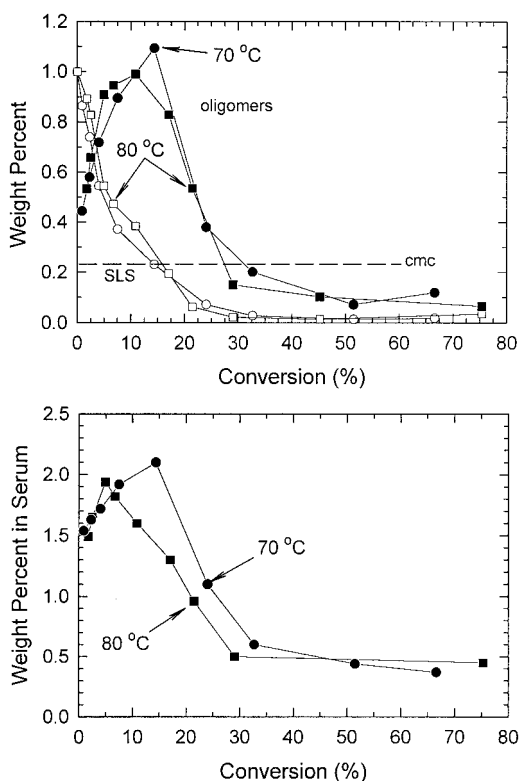 1.2
70 °C
1.0
oligomers
0.8
80 °C
0.6
0.4
cmc
0.2
SLS
0.0
0 10 20 30 40 50 60 70 80
Weight Percent
Conversion (%)
2.5
2.0
1.5
70 °C
1.0
80 °C
0.5
0.0
0 10 20 30 40 50 60 70 80
Weight Percent in Serum
Conversion (%)